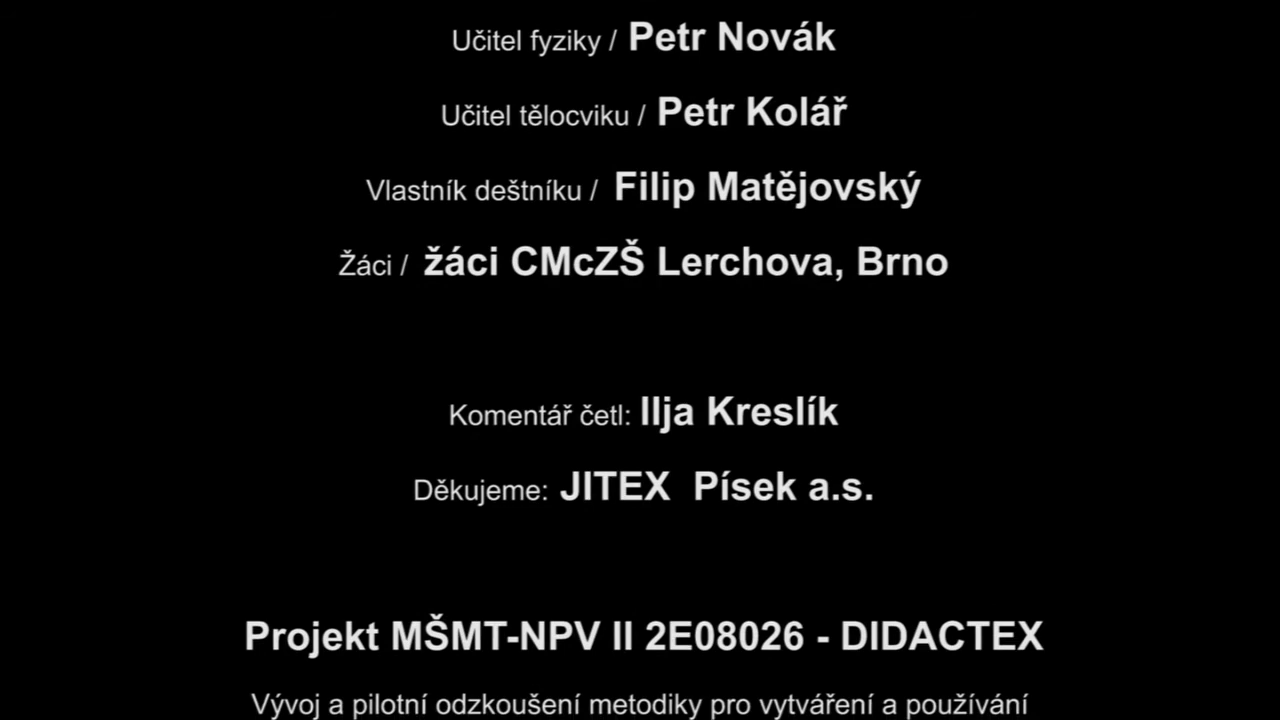 Učitel fyziky / Petr Novák
Učitel tělocviku / Petr Kolář
Vlastník deštníku / Filip Matějovský
Žáci / žáci CMcZŠ Lerchova, Brno
Komentář četl: Ilja Kreslík
Děkujeme: JITEX Písek a.s.
Projekt MŠMT-NPV II 2E08026 - DIDACTEX
Vývoj a pilotní odzkoušení metodiky pro vytváření a používání